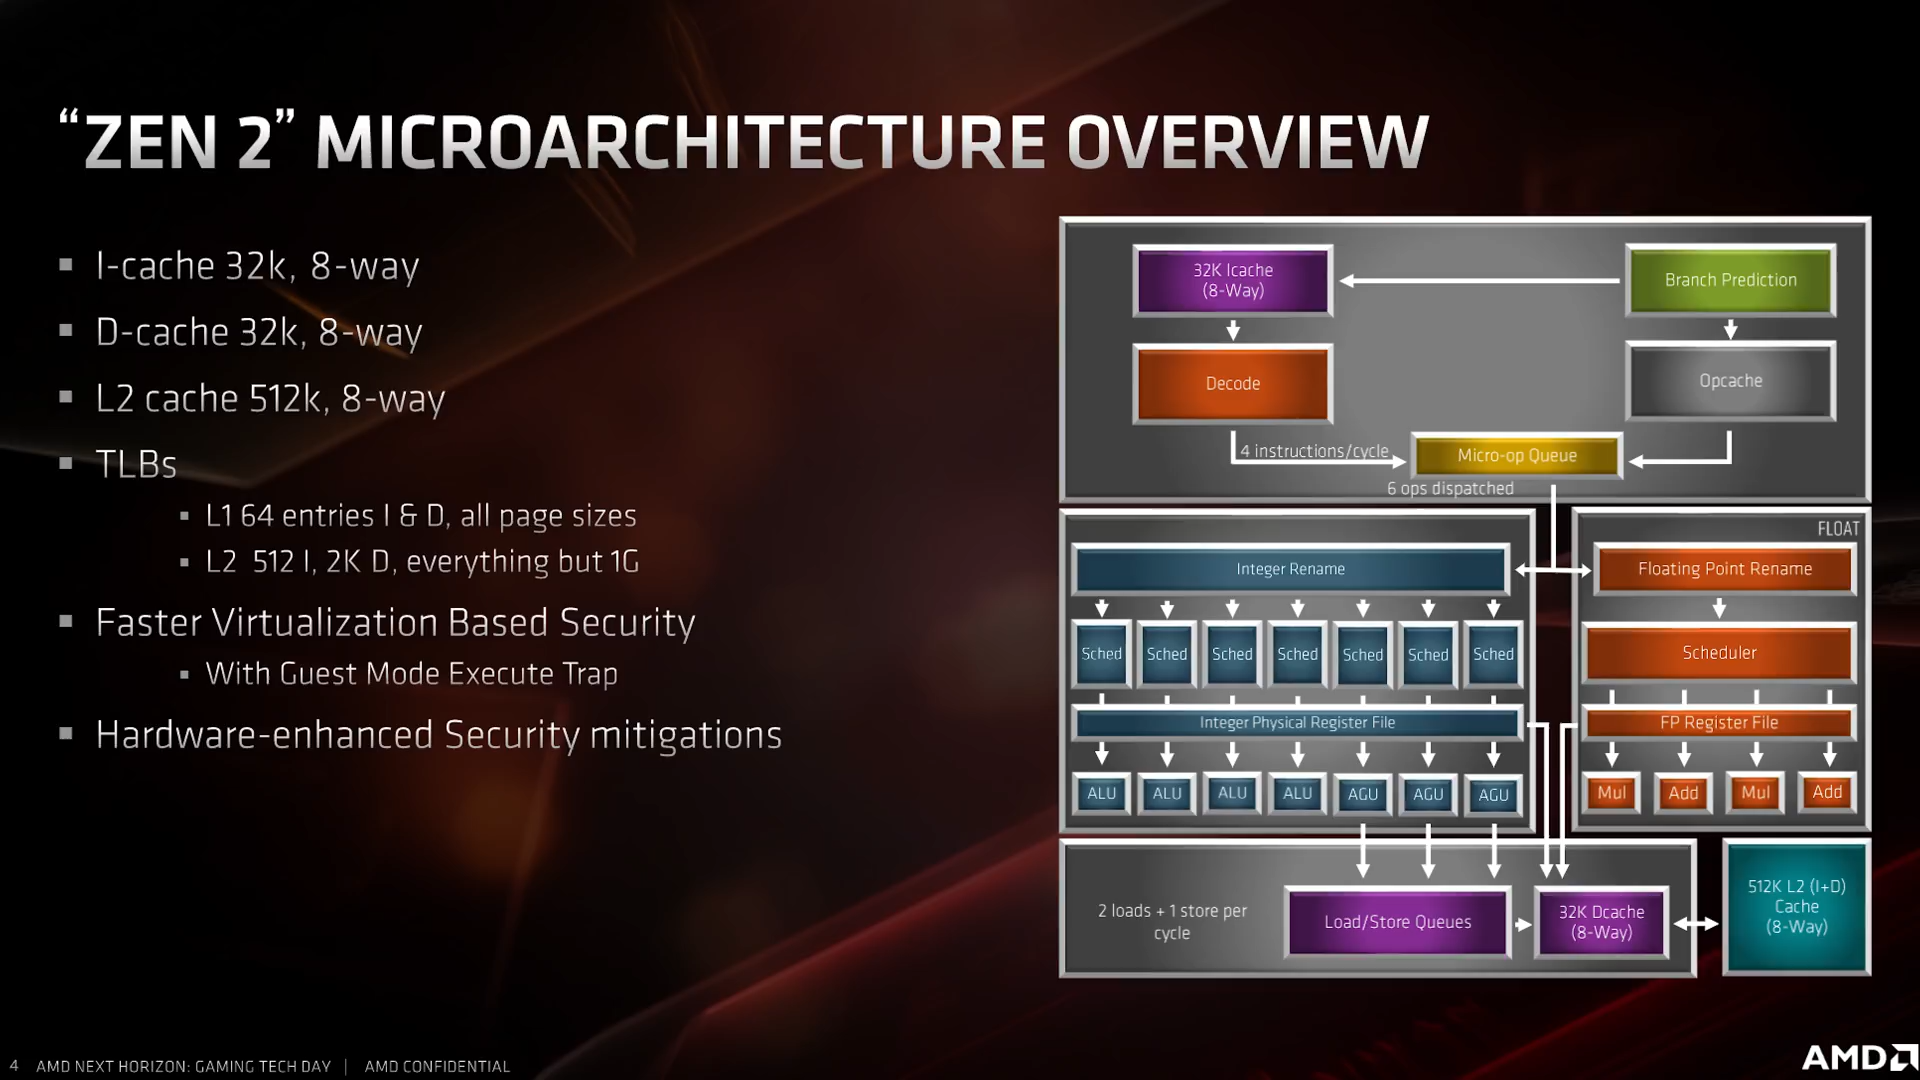 “ZEN 2” MICROARCHITECTURE OVERVIEW
I-cache 32k, 8-way
D-cache 32k, 8-way
L2 cache 512k, 8-way
TLBs
L1 64 entries I & D, all page sizes
L2 512 I, 2K D, everything but 1G
Faster Virtualization Based Security
With Guest Mode Execute Trap
Hardware-enhanced Security mitigations
32K Icache
(8-Way)
Branch Prediction
Decode
Opcache
4 instructions/cycle
Micro-op Queue
6 ops dispatched
FLOAT
Integer Rename
Floating Point Rename
Sched
Sched
Sched
Sched
Sched
Sched
Sched
Scheduler
Integer Physical Register File
FP Register File
ALU
ALU
ALU
ALU
AGU
AGU
AGU
Mul
Add
Mul
Add
2 loads + 1 store per
cycle
Load/Store Queues
32K Dcache
(8-Way)
512K L2 (I+D)
Cache
(8-Way)
4 AMD NEXT HORIZON: GAMING TECH DAY | AMD CONFIDENTIAL
AMD